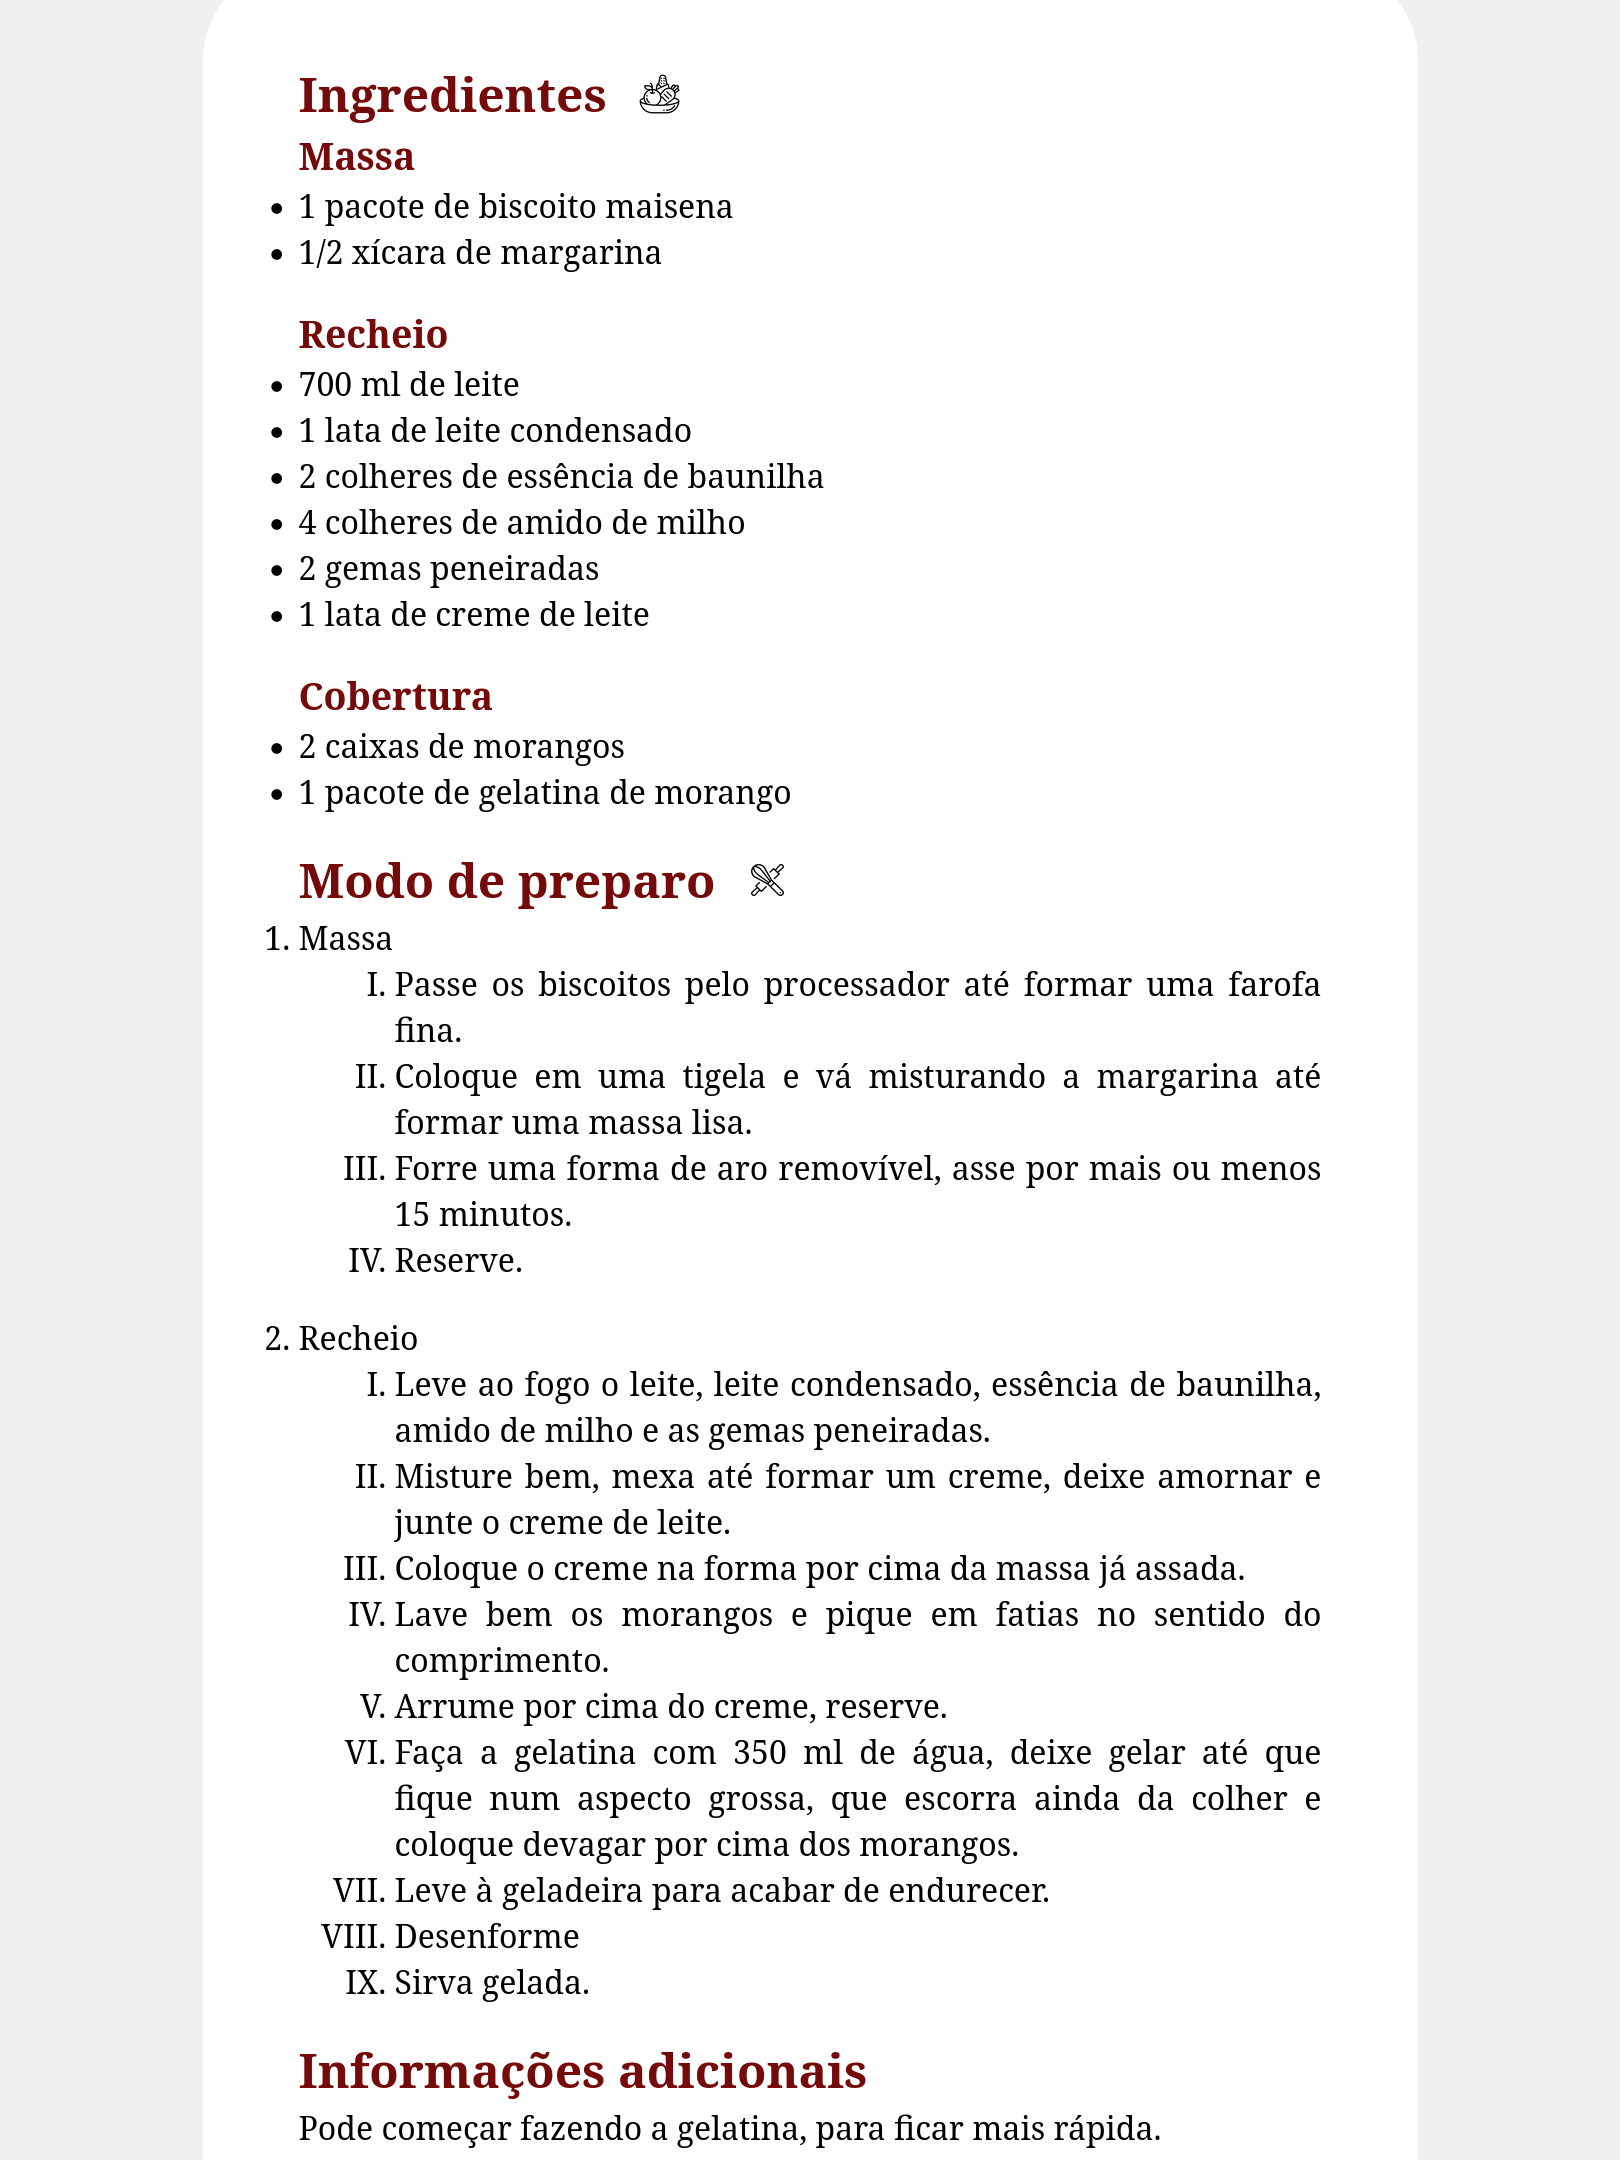 Ingredientes
Massa
• 1 pacote de biscoito maisena
• 1/2 xícara de margarina
Recheio
• 700 ml de leite
• 1 lata de leite condensado
• 2 colheres de essência de baunilha
• 4 colheres de amido de milho
• 2 gemas peneiradas
• 1 lata de creme de leite
Cobertura
• 2 caixas de morangos
• 1 pacote de gelatina de morango
Modo de preparo
1. Massa
I. Passe os biscoitos pelo processador até formar uma farofa
fina.
II. Coloque em uma tigela e vá misturando a margarina até
formar uma massa lisa.
III. Forre uma forma de aro removível, asse por mais ou menos
15 minutos.
IV. Reserve.
2. Recheio
I. Leve ao fogo o leite, leite condensado, essência de baunilha,
amido de milho e as gemas peneiradas.
II. Misture bem, mexa até formar um creme, deixe amornar e
junte o creme de leite.
III. Coloque o creme na forma por cima da massa já assada.
IV. Lave bem os morangos e pique em fatias no sentido do
comprimento.
V. Arrume por cima do creme, reserve.
VI. Faça a gelatina com 350 ml de água, deixe gelar até que
fique num aspecto grossa, que escorra ainda da colher e
coloque devagar por cima dos morangos.
VII. Leve à geladeira para acabar de endurecer.
VIII. Desenforme
IX. Sirva gelada.
Informações adicionais
Pode começar fazendo a gelatina, para ficar mais rápida.